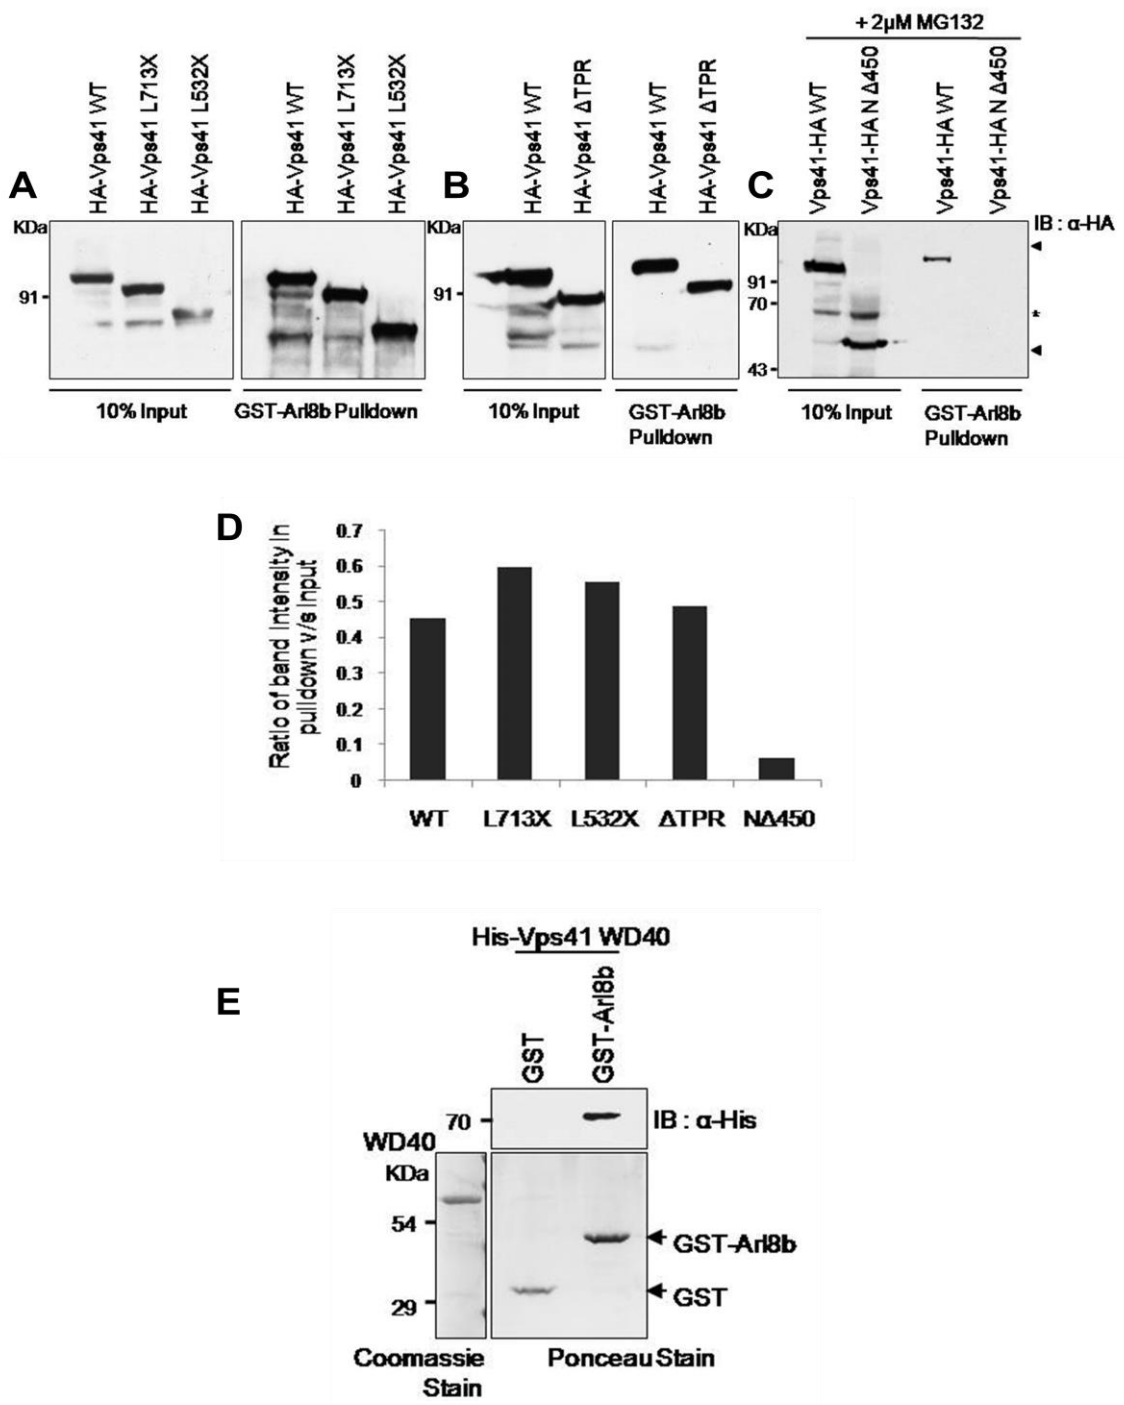 + 2µM MG132
HA-Vps41 WT
HA-Vps41 L713X
HA-Vps41 L532X
HA-Vps41 WT
HA-Vps41 L713X
HA-Vps41 L532X
HA-Vps41 WT
HA-Vps41 ΔTPR
HA-Vps41 WT
HA-Vps41 ΔTPR
Vps41-HA WT
Vps41-HA N Δ450
Vps41-HA WT
Vps41-HA N Δ450
A
B
C
KDa
91
KDa
91
KDa
91
70
43
IB : α-HA
*
10% Input
GST-Arl8b Pulldown
10% Input
GST-Arl8b
Pulldown
10% Input
GST-Arl8b
Pulldown
D
Ratio of band Intensity in
pulldown v/s Input
0.7
0.6
0.5
0.4
0.3
0.2
0.1
0
WT L713X L532X ΔTPR NΔ450
His-Vps41 WD40
E
GST
GST-Arl8b
70
IB : α-His
WD40
KDa
54
29
GST-Arl8b
GST
Coomassie
Stain
Ponceau Stain